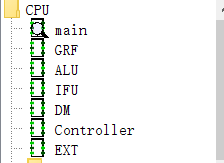 CPU
main
GRF
ALU
IFU
DM
Controller
EXT